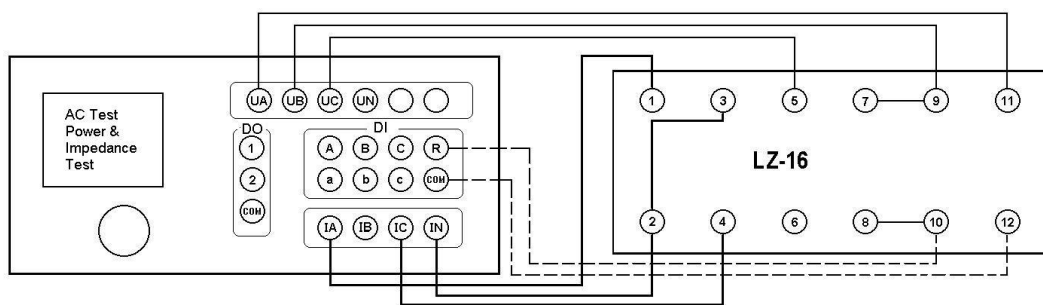 AC Test
Power &
Impedance
Test
UA UB UC UN
DO
1
2
COM
DI
A B C R
a b c COM
IA IB IC IN
1 3 5 7 9 11
LZ-16
2 4 6 8 10 12